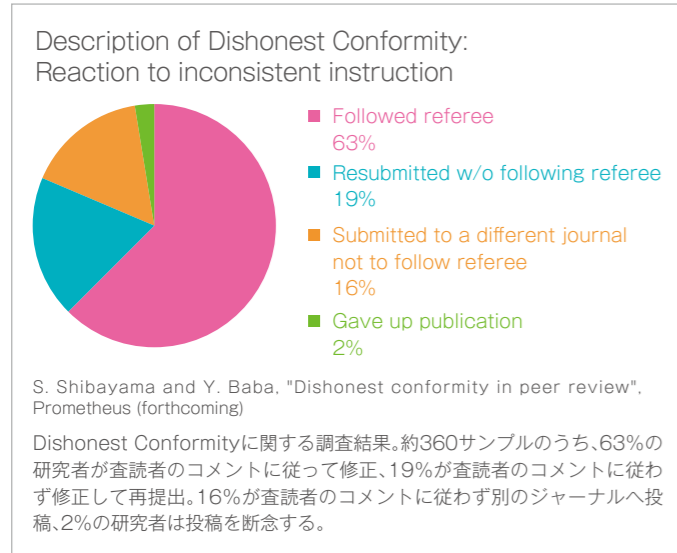 Description of Dishonest Conformity:
Reaction to inconsistent instruction
Followed referee
63%
Resubmitted w/o following referee
19%
Submitted to a different journal
not to follow referee
16%
Gave up publication
2%
S. Shibayama and Y. Baba, "Dishonest conformity in peer review",
Prometheus (forthcoming)
Dishonest Conformityに関する調査結果。約360サンプルのうち、63%の
研究者が査読者のコメントに従って修正、19%が査読者のコメントに従わ
ず修正して再提出。16%が査読者のコメントに従わず別のジャーナルへ投
稿、2%の研究者は投稿を断念する。